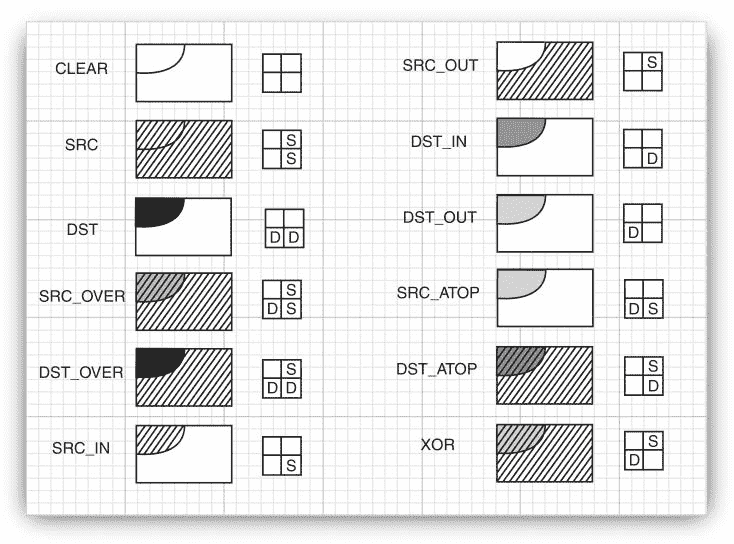 CLEAR
SRC
S
S
DST
D D
SRC_OVER
S
D S
DST_OVER
S
D D
SRC_IN
S
SRC_OUT
S
DST_IN
D
DST_OUT
D
SRC_ATOP
D S
DST_ATOP
S
D
XOR
S
D